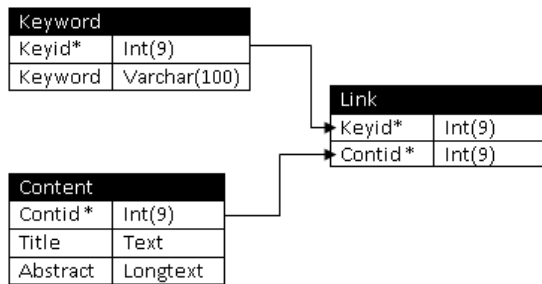 Keyword
Keyid* Int(9)
Keyword Varchar(100)
Link
Keyid* Int(9)
Contid* Int(9)
Content
Contid* Int(9)
Title Text
Abstract Longtext